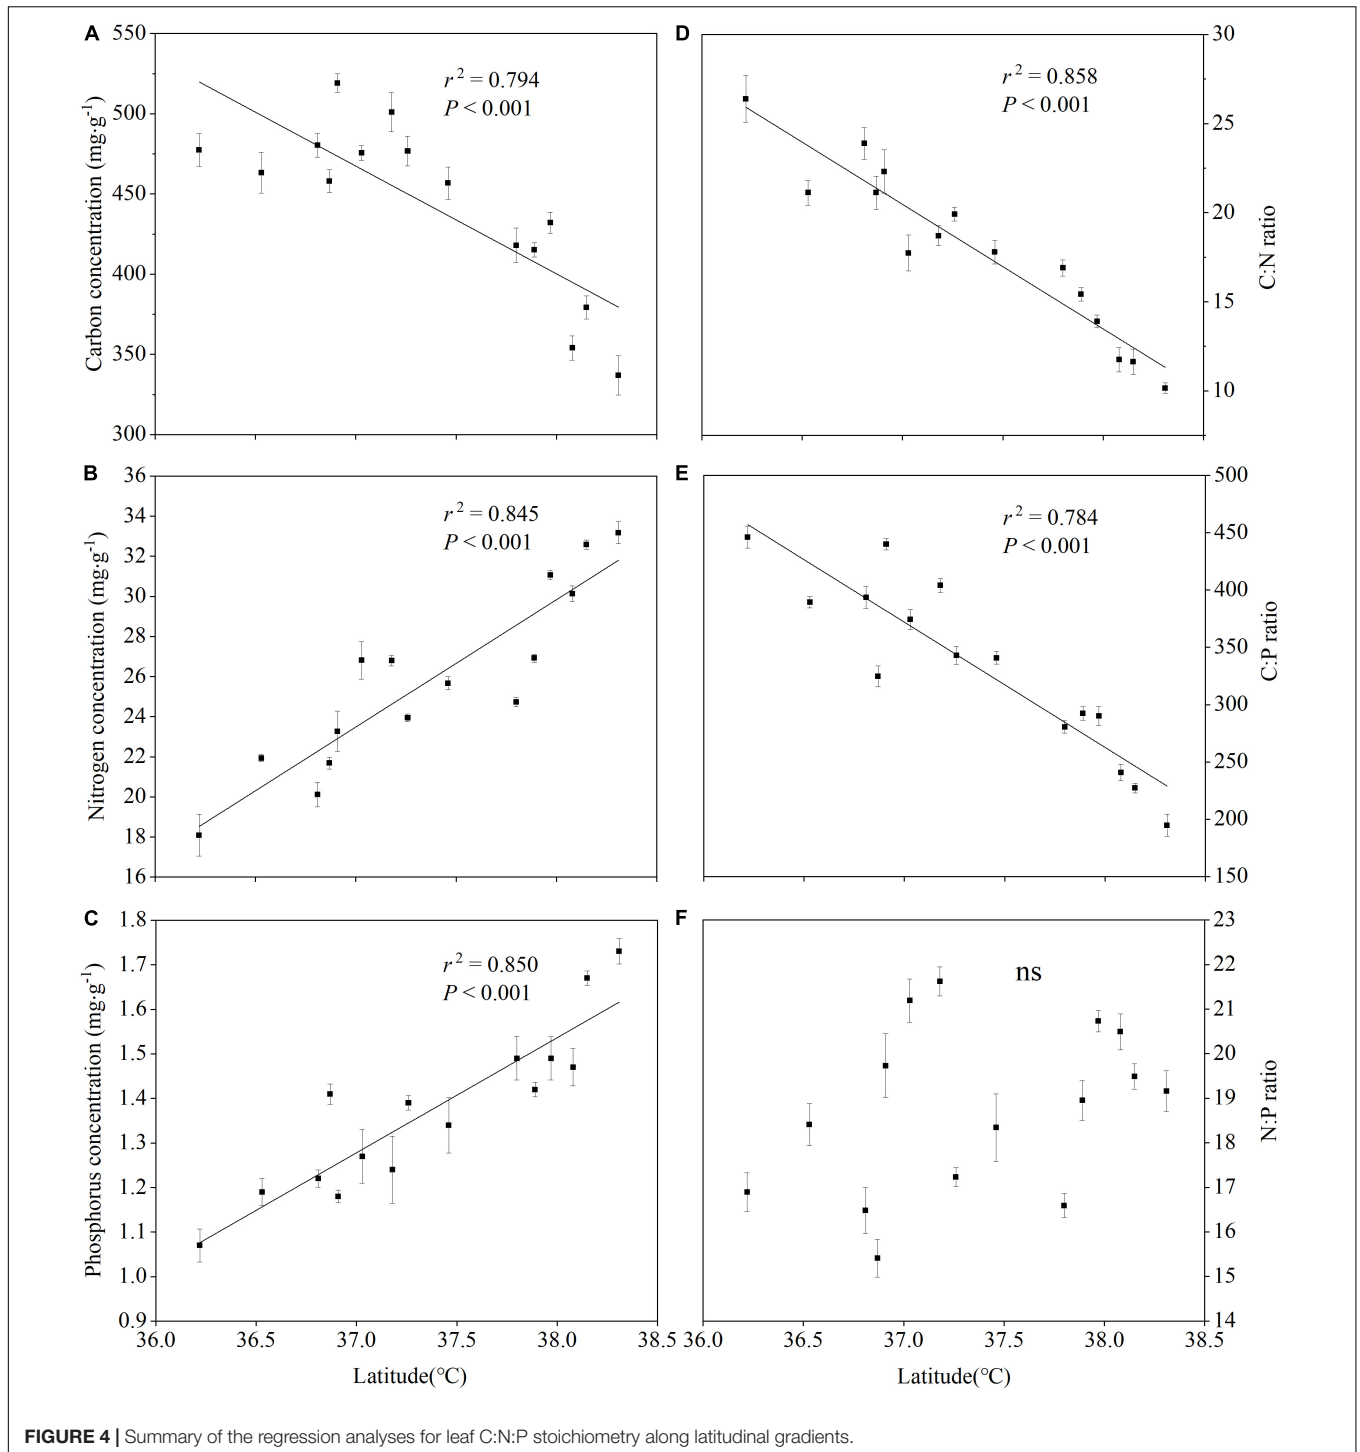 A
550
500
450
400
350
300
Carbon concentration (mg·g⁻¹)
r² = 0.794
P < 0.001
D
30
25
20
15
10
C:N ratio
r² = 0.858
P < 0.001
B
36
34
32
30
28
26
24
22
20
18
16
Nitrogen concentration (mg·g⁻¹)
r² = 0.845
P < 0.001
E
500
450
400
350
300
250
200
150
C:P ratio
r² = 0.784
P < 0.001
C
1.8
1.7
1.6
1.5
1.4
1.3
1.2
1.1
1.0
0.9
Phosphorus concentration (mg·g⁻¹)
r² = 0.850
P < 0.001
36.0 36.5 37.0 37.5 38.0 38.5
Latitude(°C)
F
23
22
21
20
19
18
17
16
15
14
N:P ratio
ns
36.0 36.5 37.0 37.5 38.0 38.5
Latitude(°C)
FIGURE 4 | Summary of the regression analyses for leaf C:N:P stoichiometry along latitudinal gradients.